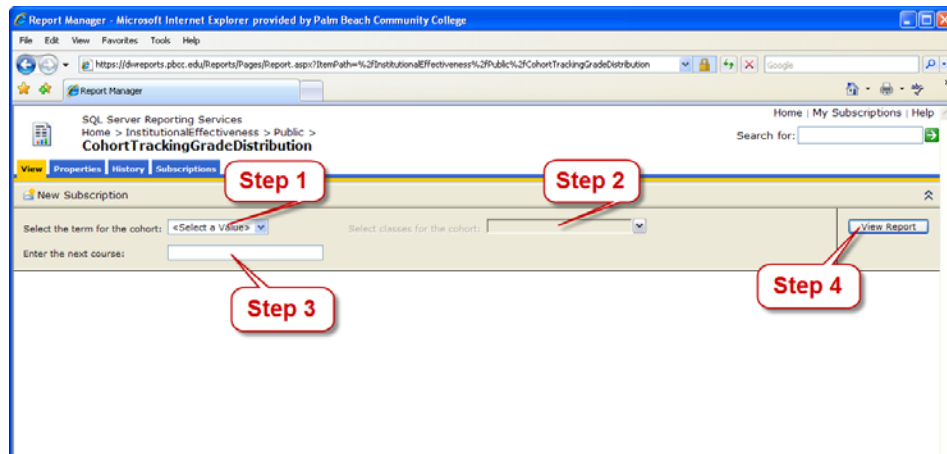 Report Manager - Microsoft Internet Explorer provided by Palm Beach Community College
File Edit View Favorites Tools Help
https://dwreports.pbcc.edu/Reports/Pages/Report.aspx?ItemPath=%2fInstitutionalEffectiveness%2fPublic%2fCohortTrackingGradeDistribution
Google
Report Manager
Home | My Subscriptions | Help
SQL Server Reporting Services
Home > InstitutionalEffectiveness > Public >
Search for:
CohortTrackingGradeDistribution
View Properties History Subscriptions
Step 1
Step 2
New Subscription
Select the term for the cohort: <Select a Value>
Select classes for the cohort:
View Report
Enter the next course:
Step 3
Step 4